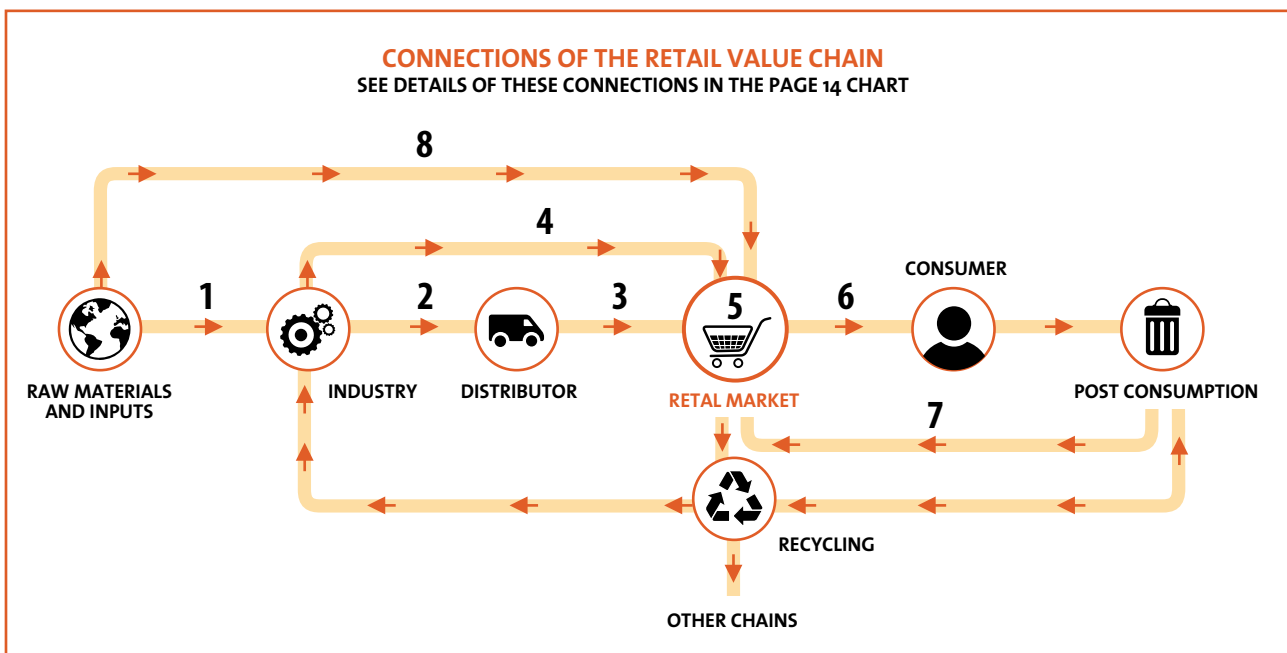 CONNECTIONS OF THE RETAIL VALUE CHAIN
SEE DETAILS OF THESE CONNECTIONS IN THE PAGE 14 CHART
8
4
CONSUMER
1
2
3
5
6
RAW MATERIALS
AND INPUTS
INDUSTRY
DISTRIBUTOR
RETAL MARKET
POST CONSUMPTION
7
RECYCLING
OTHER CHAINS